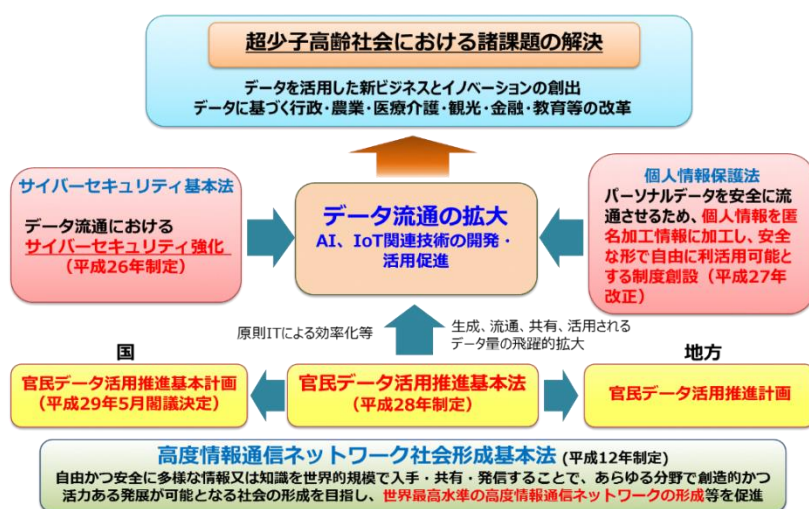 超少子高齢社会における諸課題の解決
データを活用した新ビジネスとイノベーションの創出
データに基づく行政・農業・医療介護・観光・金融・教育等の改革
サイバーセキュリティ基本法
データ流通における
サイバーセキュリティ強化
（平成26年制定）
データ流通の拡大
AI、IoT関連技術の開発・
活用促進
個人情報保護法
パーソナルデータを安全に流
通させるため、個人情報を匿
名加工情報に加工し、安全
な形で自由に利活用可能と
する制度創設（平成27年
改正）
原則ITによる効率化等
生成、流通、共有、活用される
データ量の飛躍的拡大
国
地方
官民データ活用推進基本計画
（平成29年5月閣議決定）
官民データ活用推進基本法
（平成28年制定）
官民データ活用推進計画
高度情報通信ネットワーク社会形成基本法 (平成12年制定)
自由かつ安全に多様な情報又は知識を世界的規模で入手・共有・発信することで、あらゆる分野で創造的かつ
活力ある発展が可能となる社会の形成を目指し、世界最高水準の高度情報通信ネットワークの形成等を促進